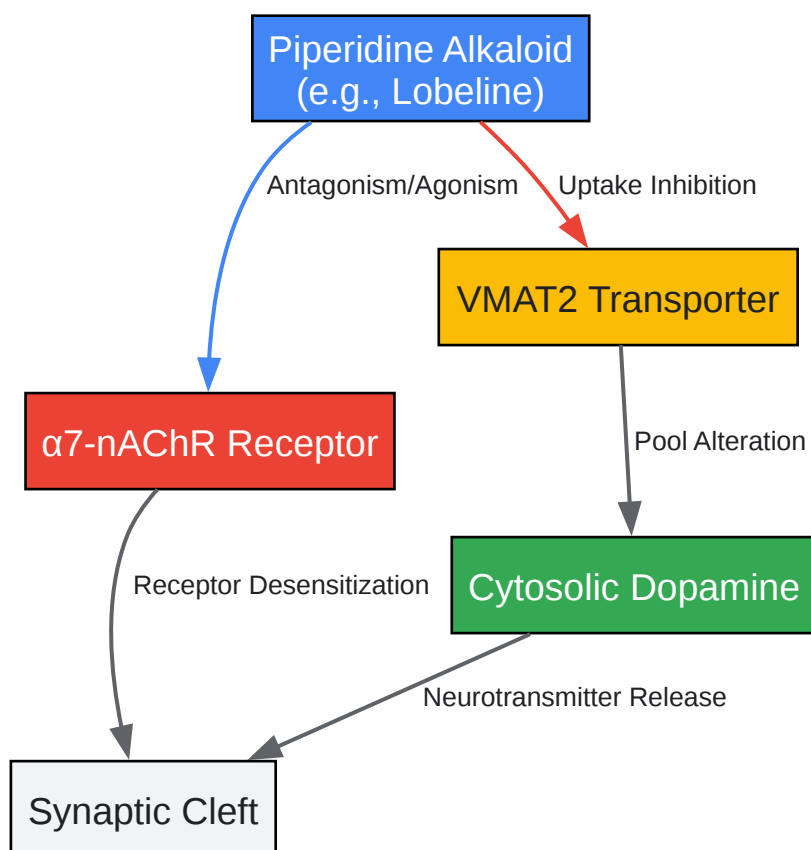 Piperidine Alkaloid
(e.g., Lobeline)
Antagonism/Agonism
Uptake Inhibition
VMAT2 Transporter
α7-nAChR Receptor
Pool Alteration
Receptor Desensitization
Cytosolic Dopamine
Neurotransmitter Release
Synaptic Cleft